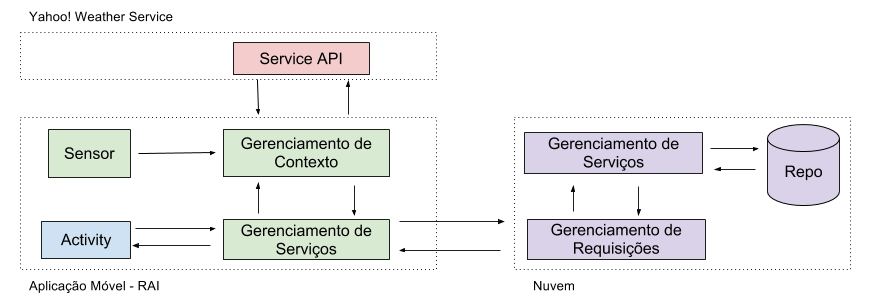 Yahoo! Weather Service
Service API
Sensor
Gerenciamento de
Contexto
Activity
Gerenciamento de
Serviços
Aplicação Móvel - RAI
Gerenciamento de
Serviços
Repo
Gerenciamento de
Requisições
Nuvem